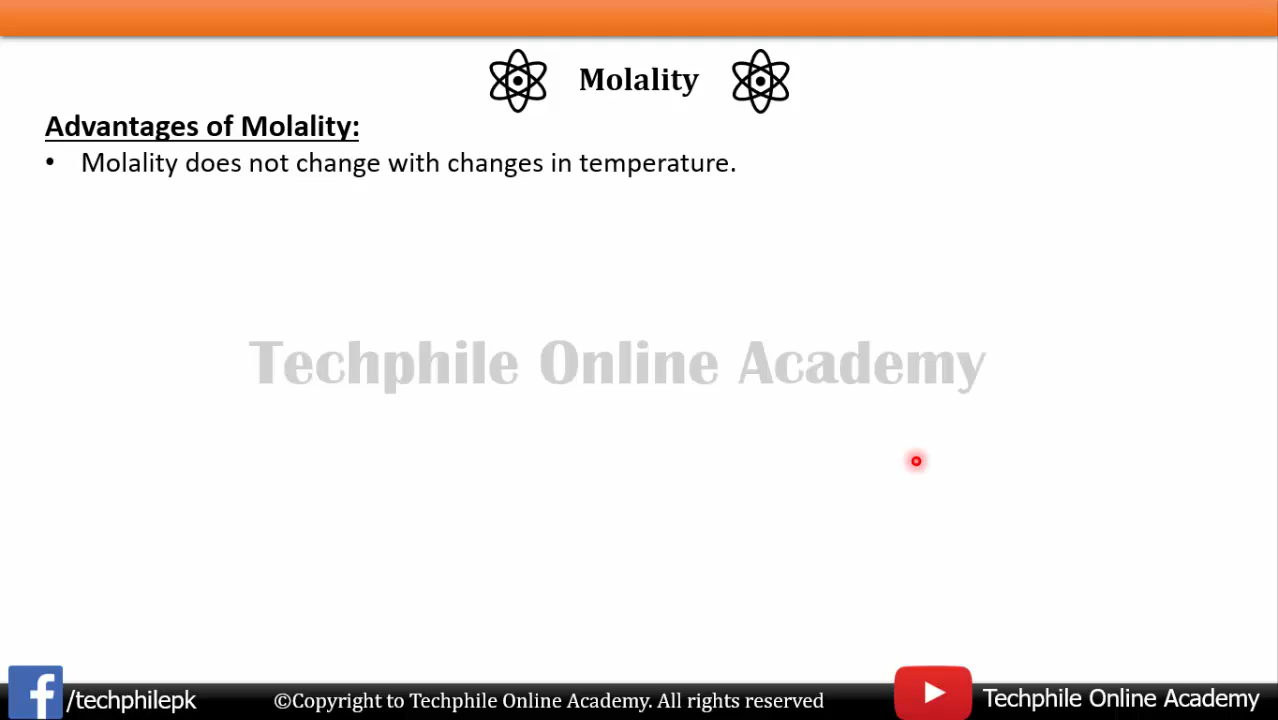 Molality
Advantages of Molality:
• Molality does not change with changes in temperature.
Techphile Online Academy
/techphilepk
©Copyright to Techphile Online Academy. All rights reserved
Techphile Online Academy